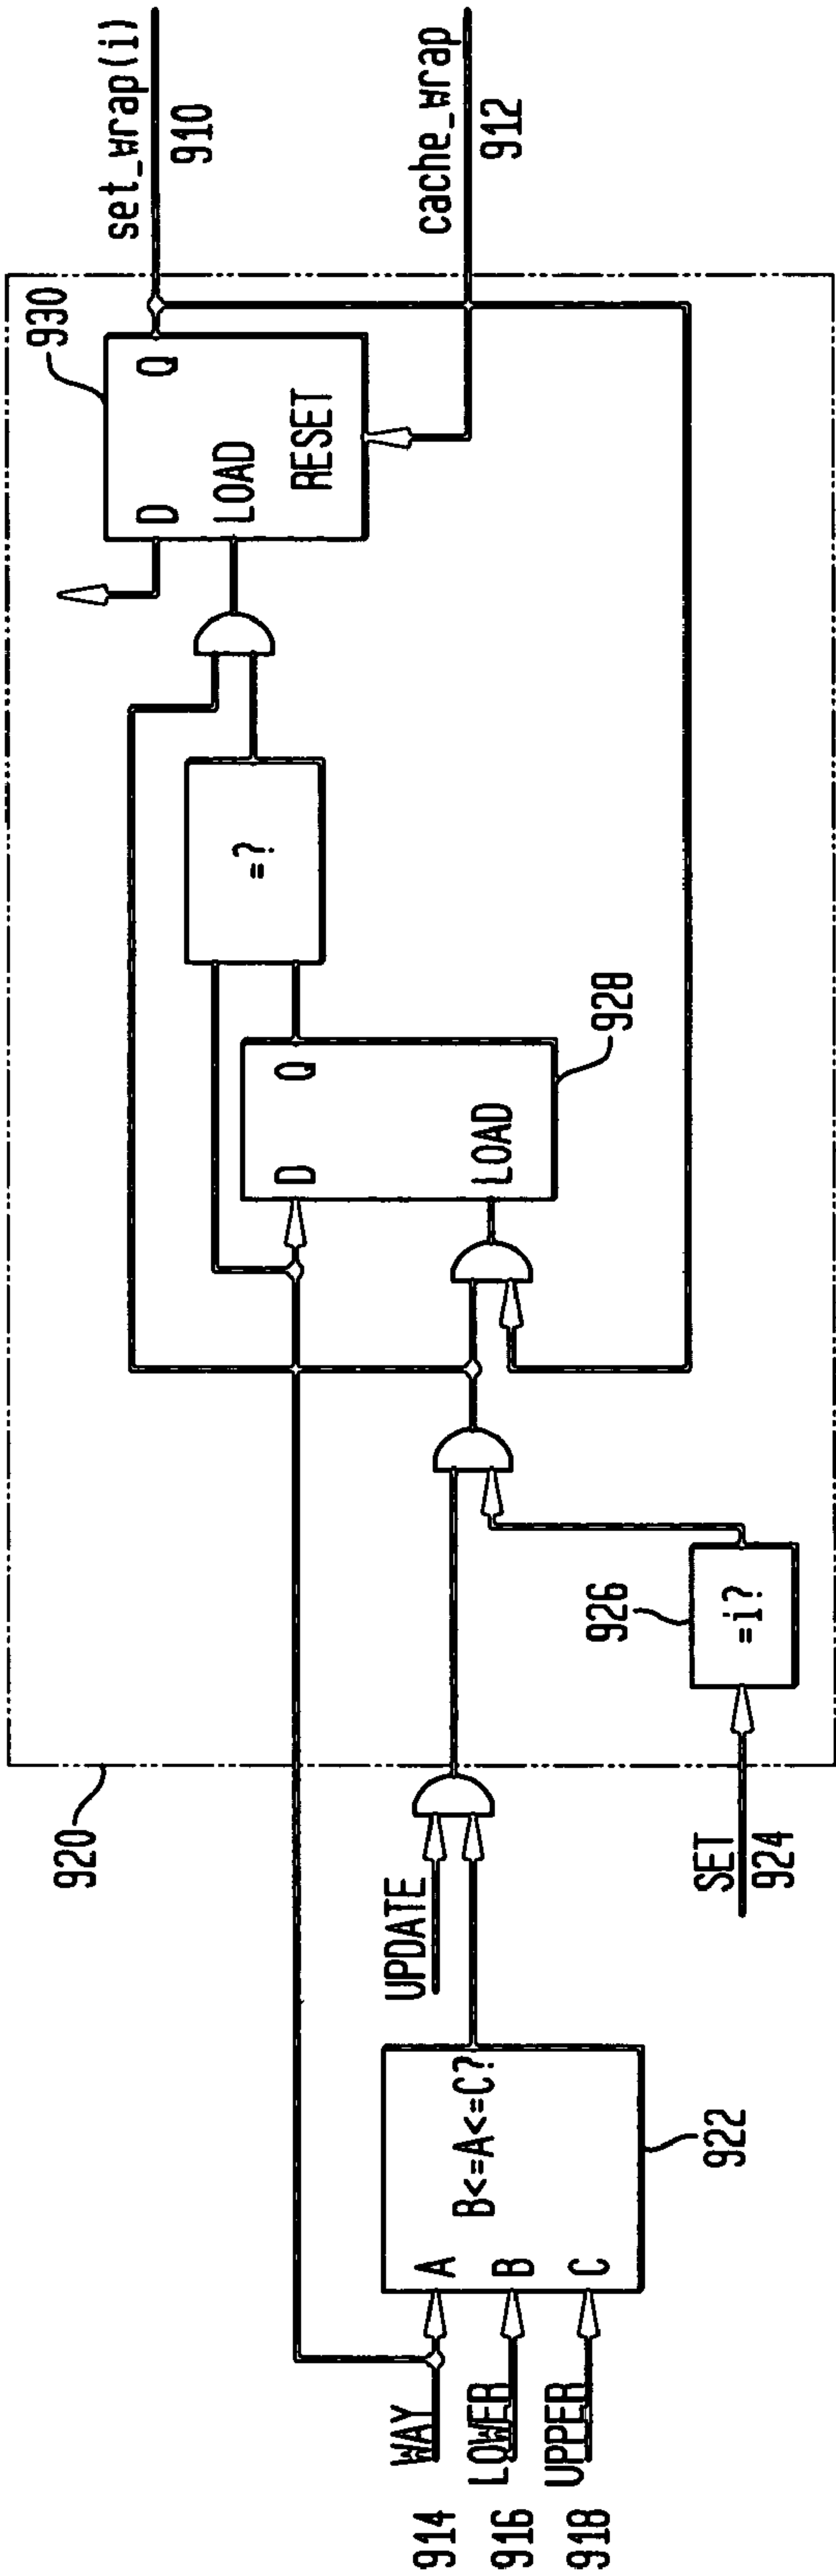 WAY
914
LOWER
916
UPPER
918
A
B
C
B<=A<=C?
922
UPDATE
SET
924
920
=i?
926
D
Q
LOAD
928
=?
D
Q
LOAD
RESET
930
set_wrap(i)
910
cache_wrap
912